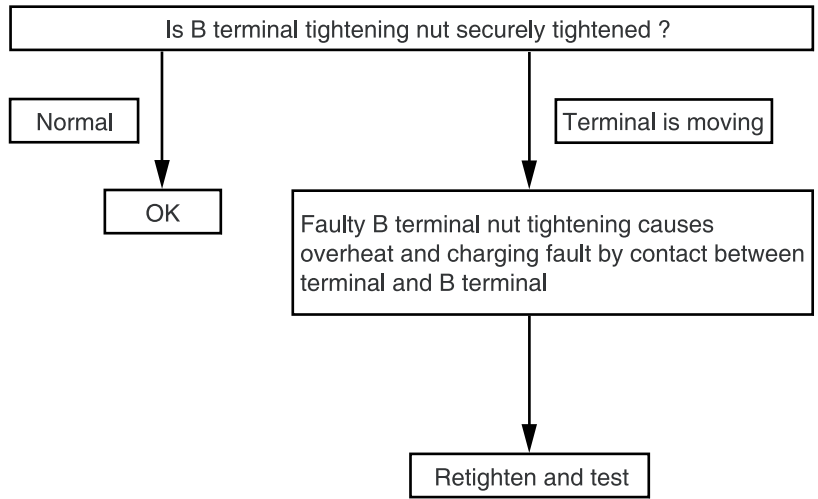 Is B terminal tightening nut securely tightened ?
Normal
Terminal is moving
OK
Faulty B terminal nut tightening causes
overheat and charging fault by contact between
terminal and B terminal
Retighten and test